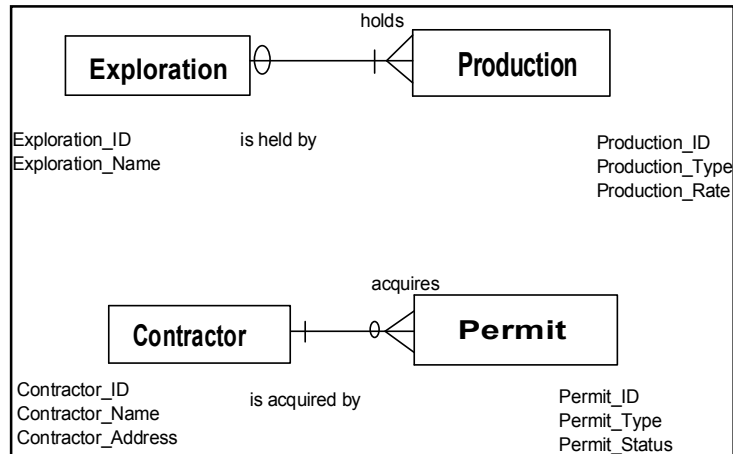 holds
Exploration
Production
Exploration_ID
Exploration_Name
is held by
Production_ID
Production_Type
Production_Rate
acquires
Contractor
Permit
Contractor_ID
Contractor_Name
Contractor_Address
is acquired by
Permit_ID
Permit_Type
Permit_Status